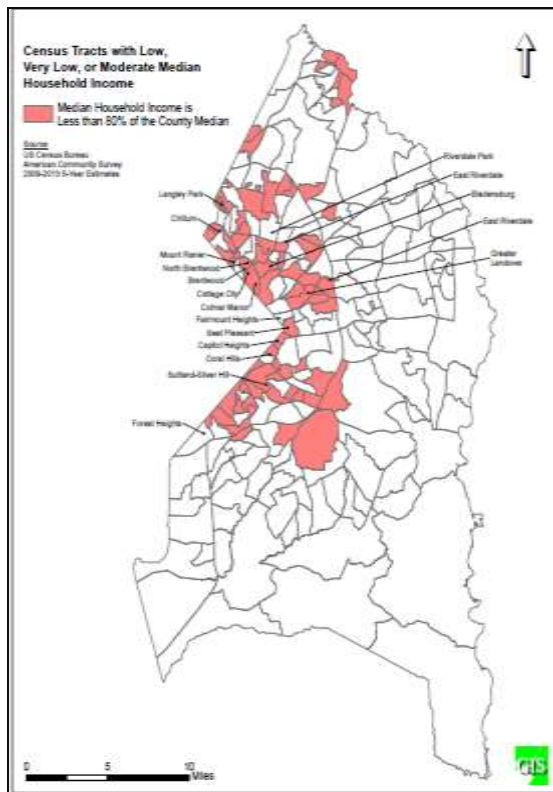 Census Tracts with Low,
Very Low, or Moderate Median
Household Income
Median Household Income is
Less than 80% of the County Median
Source
US Census Bureau
American Community Survey
2009-2013 5-Year Estimates
Riverdale Park
East Riverdale
Bladensburg
East Riverdale
Greater
Landover
Langley Park
Chillum
Mount Rainier
North Brentwood
Brentwood
Cottage City
Colmar Manor
Fairmount Heights
Seat Pleasant
Capitol Heights
Coral Hills
Suitland-Silver Hill
Forest Heights
0 5 10
Miles